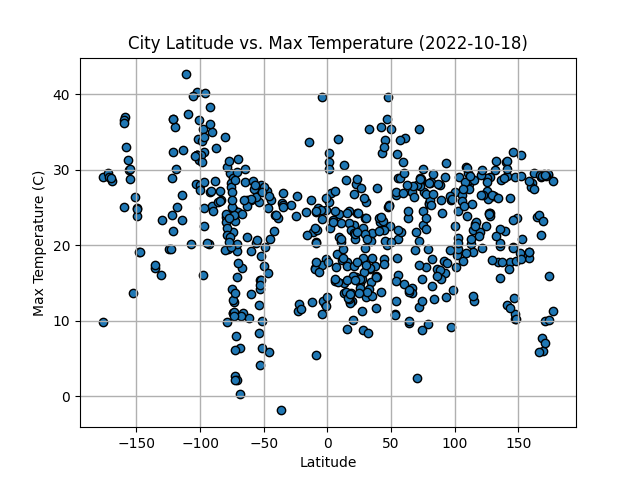 City Latitude vs. Max Temperature (2022-10-18)
40
30
20
10
0
Max Temperature (C)
−150 −100 −50 0 50 100 150
Latitude